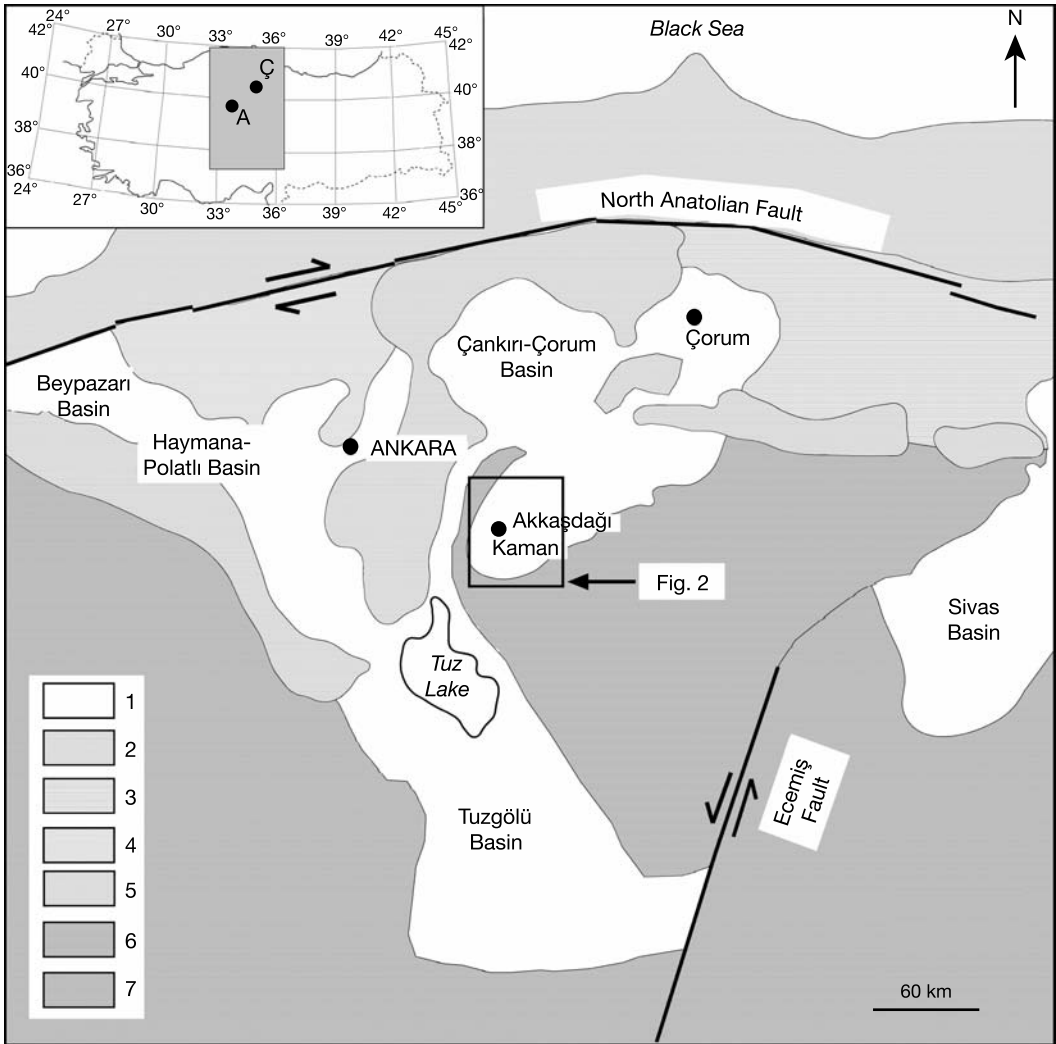 24°
42°
27°
30°
33°
36°
39°
42°
45°
42°
40°
40°
38°
38°
36°
24°
27°
30°
33°
36°
39°
42°
45°
36°
Ç
A
Black Sea
N
North Anatolian Fault
Çankırı-Çorum
Basin
Çorum
Beypazarı
Basin
Haymana-
Polatlı Basin
ANKARA
Akkaşdağı
Kaman
Fig. 2
Sivas
Basin
Tuz
Lake
Tuzgölü
Basin
Ecemiş
Fault
1
2
3
4
5
6
7
60 km